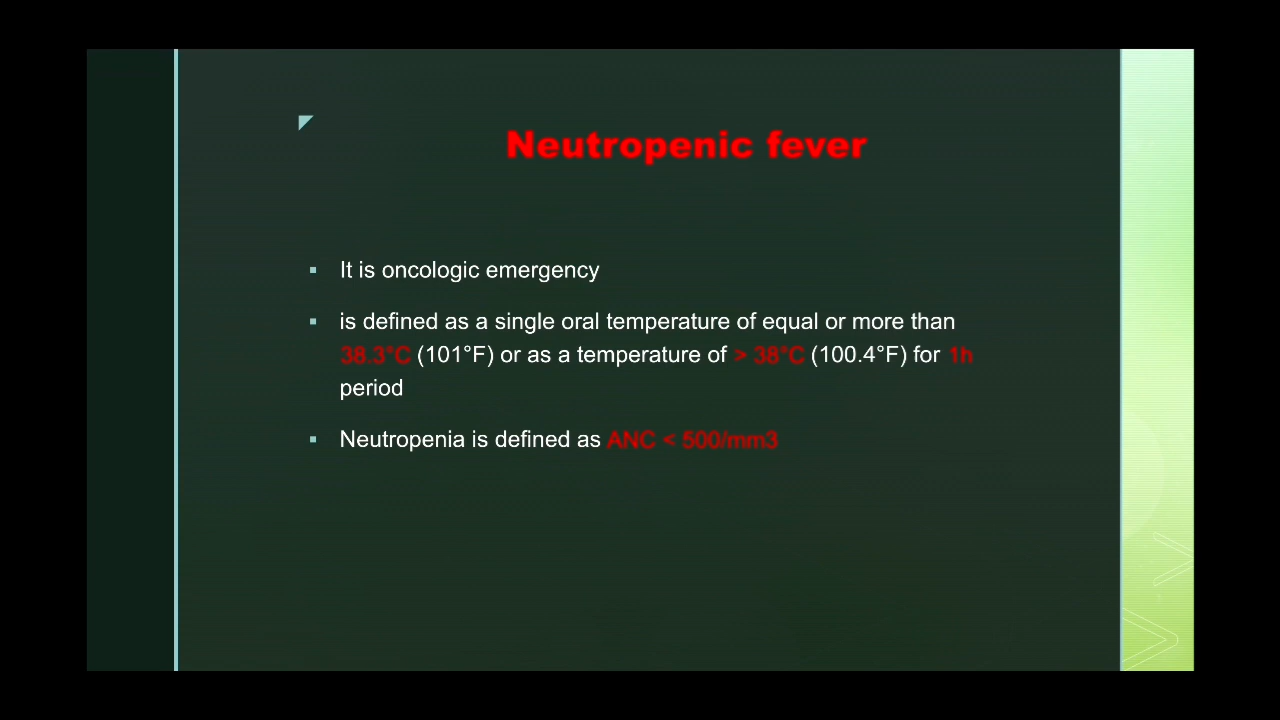 Neutropenic fever
It is oncologic emergency
is defined as a single oral temperature of equal or more than
38.3°C (101°F) or as a temperature of > 38°C (100.4°F) for 1h
period
Neutropenia is defined as ANC < 500/mm3